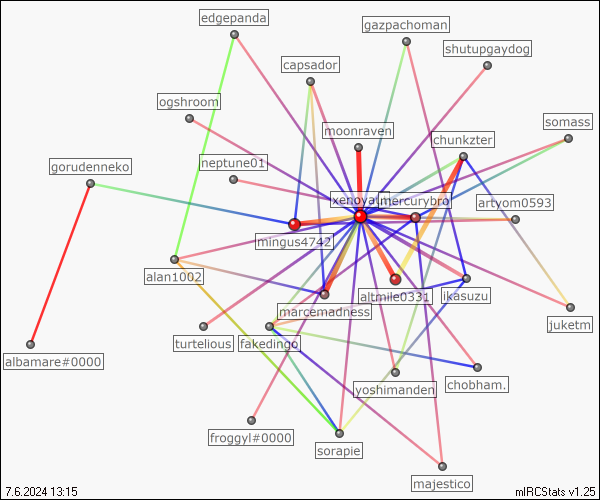 edgepanda
gazpachoman
shutupgaydog
capsador
ogshroom
somass
moonraven
chunkzter
neptune01
gorudenneko
mercurybro
artyom0593
mingus4742
alan1002
altmile0331
ikasuzu
marcemadness
juketm
turtelious
fakedingo
albamare#0000
yoshimanden
chobham.
froggyl#0000
sorapie
majestico
7.6.2024 13:15
mIRCStats v1.25